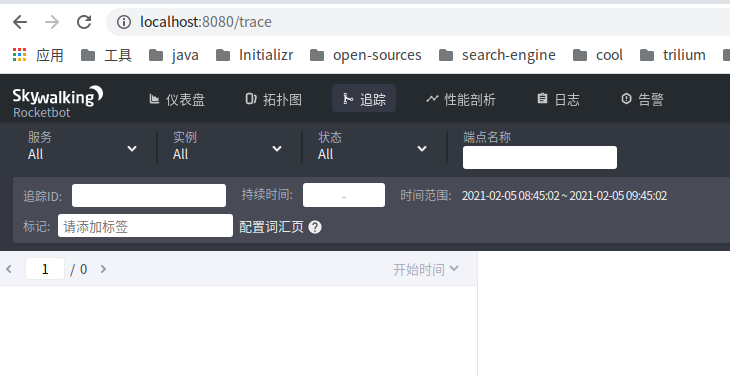 localhost:8080/trace
应用 工具 java Initializr open-sources search-engine cool trilium
Skywalking
Rocketbot
仪表盘 拓扑图 追踪 性能剖析 日志 告警
服务 实例 状态 端点名称
All All All
追踪ID: 持续时间: - 时间范围: 2021-02-05 08:45:02 ~ 2021-02-05 09:45:02
标记: 请添加标签 配置词汇页 ?
1 / 0 开始时间